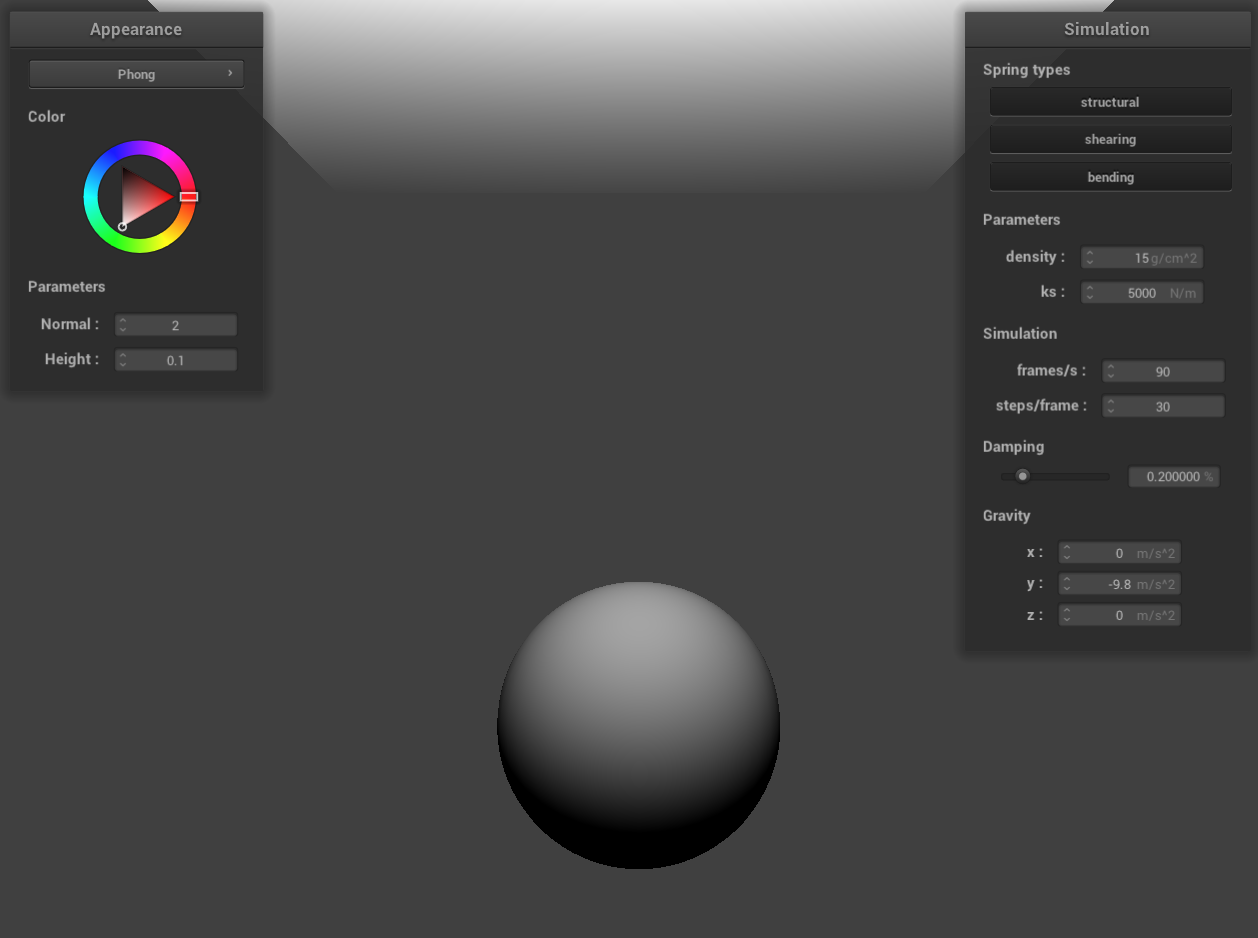 Appearance
Phong ›
Color
Parameters
Normal : 2
Height : 0.1
Simulation
Spring types
structural
shearing
bending
Parameters
density : 15 g/cm^2
ks : 5000 N/m
Simulation
frames/s : 90
steps/frame : 30
Damping
0.200000 %
Gravity
x : 0 m/s^2
y : -9.8 m/s^2
z : 0 m/s^2